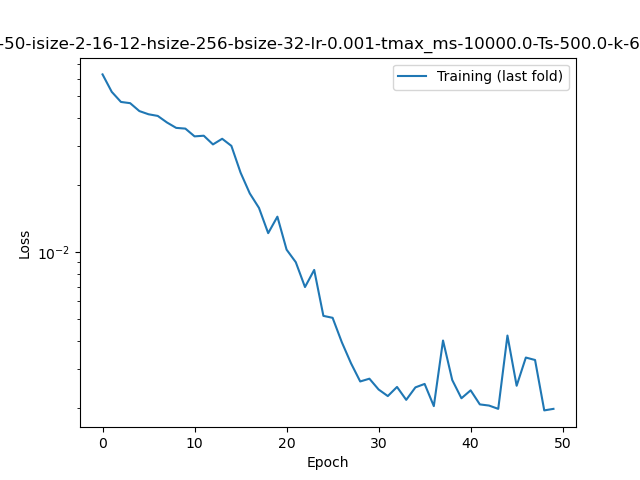 -50-isize-2-16-12-hsize-256-bsize-32-lr-0.001-tmax_ms-10000.0-Ts-500.0-k-6
Training (last fold)
Loss
10⁻²
0 10 20 30 40 50
Epoch